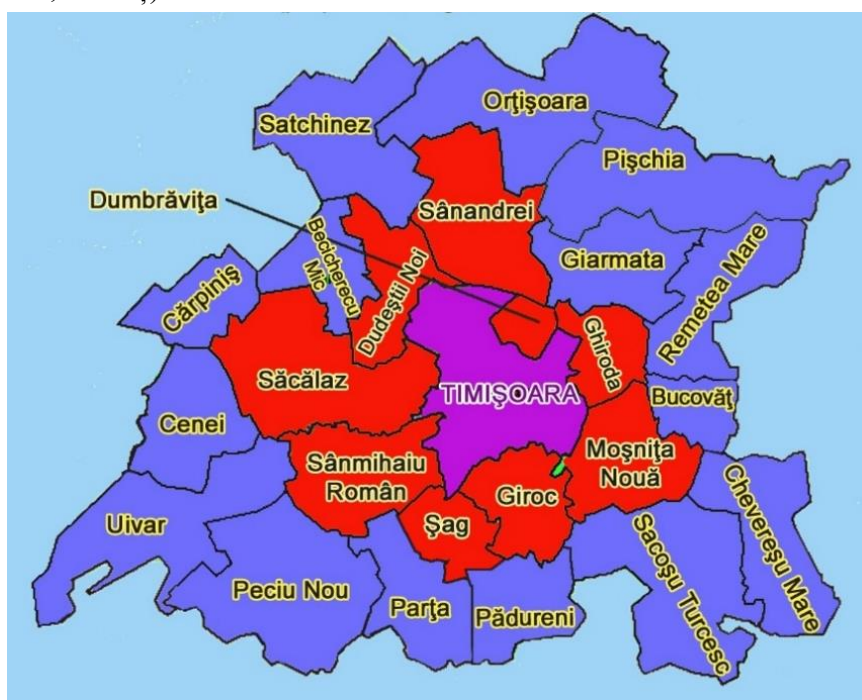 Orţişoara
Satchinez
Pişchia
Dumbrăviţa
Sânandrei
Becicherecu
Mic
Giarmata
Remetea Mare
Cărpiniş
Dudeştii Noi
Ghiroda
Săcălaz
TIMIŞOARA
Bucovăţ
Cenei
Moşniţa
Nouă
Sânmihaiu
Român
Giroc
Chevereşu Mare
Şag
Uivar
Sacoşu Turcesc
Peciu Nou
Parţa
Pădureni